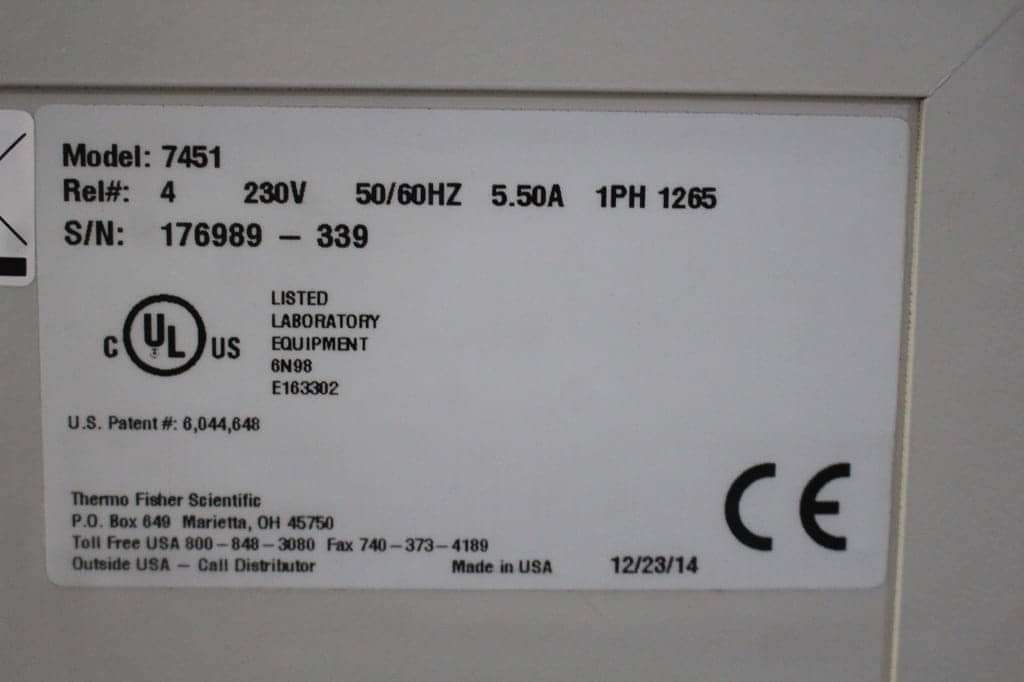 Model: 7451
Rel#: 4 230V 50/60HZ 5.50A 1PH 1265
S/N: 176989 – 339
C UL US
LISTED
LABORATORY
EQUIPMENT
6N98
E163302
U.S. Patent #: 6,044,648
Thermo Fisher Scientific
P.O. Box 649 Marietta, OH 45750
Toll Free USA 800–848–3080 Fax 740–373–4189
Outside USA – Call Distributor Made in USA 12/23/14
CE